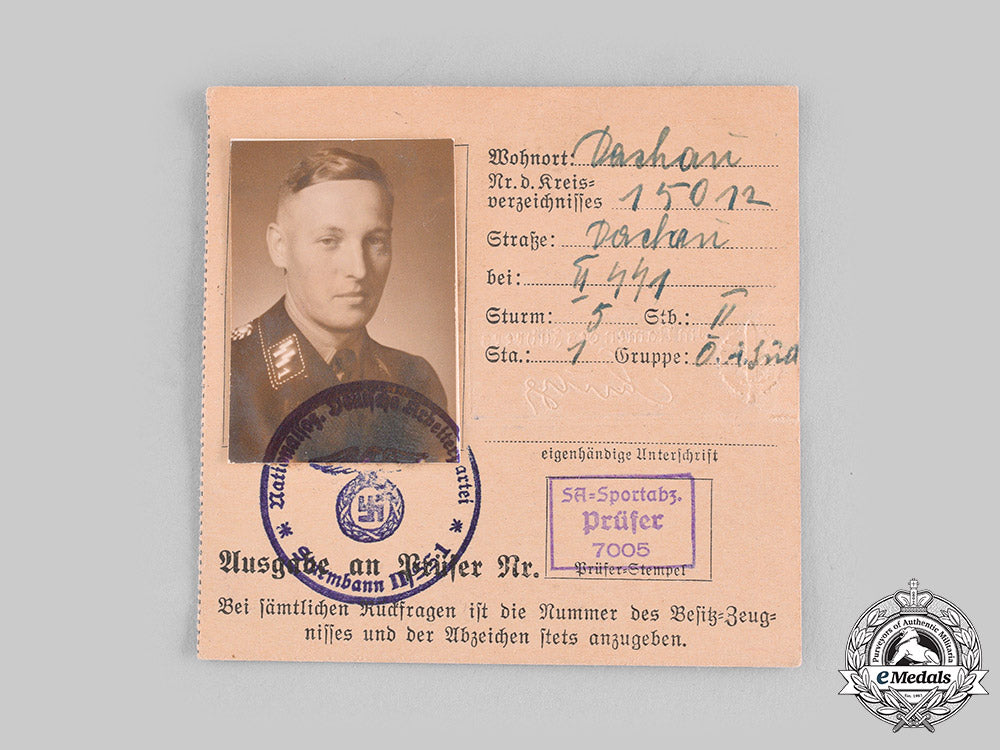 Wohnort: Dachau
Nr. d. Kreis=
verzeichnisses 15012
Straße: Dachau
bei: II 441
Sturm: 5 Stb.: II
Sta.: 1 Gruppe: O. A. Süd
eigenhändige Unterschrift
SA=Sportabz.
Prüfer
7005
Prüfer=Stempel
Nationalsoz. Deutsche Arbeiterpartei
* Sturmbann II *
Ausgabe an Prüfer Nr.
Bei sämtlichen Rückfragen ist die Nummer des Besitz=Zeug=
nisses und der Abzeichen stets anzugeben.
Purveyors of Authentic Militaria
eMedals